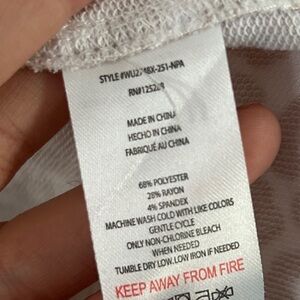 MADE IN CHINA
HECHO IN CHINA
FABRIQUÉ AU CHINA
68% POLYESTER
28% RAYON
4% SPANDEX
MACHINE WASH COLD WITH LIKE COLORS
GENTLE CYCLE
ONLY NON-CHLORINE BLEACH
WHEN NEEDED
TUMBLE DRY LOW. LOW IRON IF NEEDED
KEEP AWAY FROM FIRE